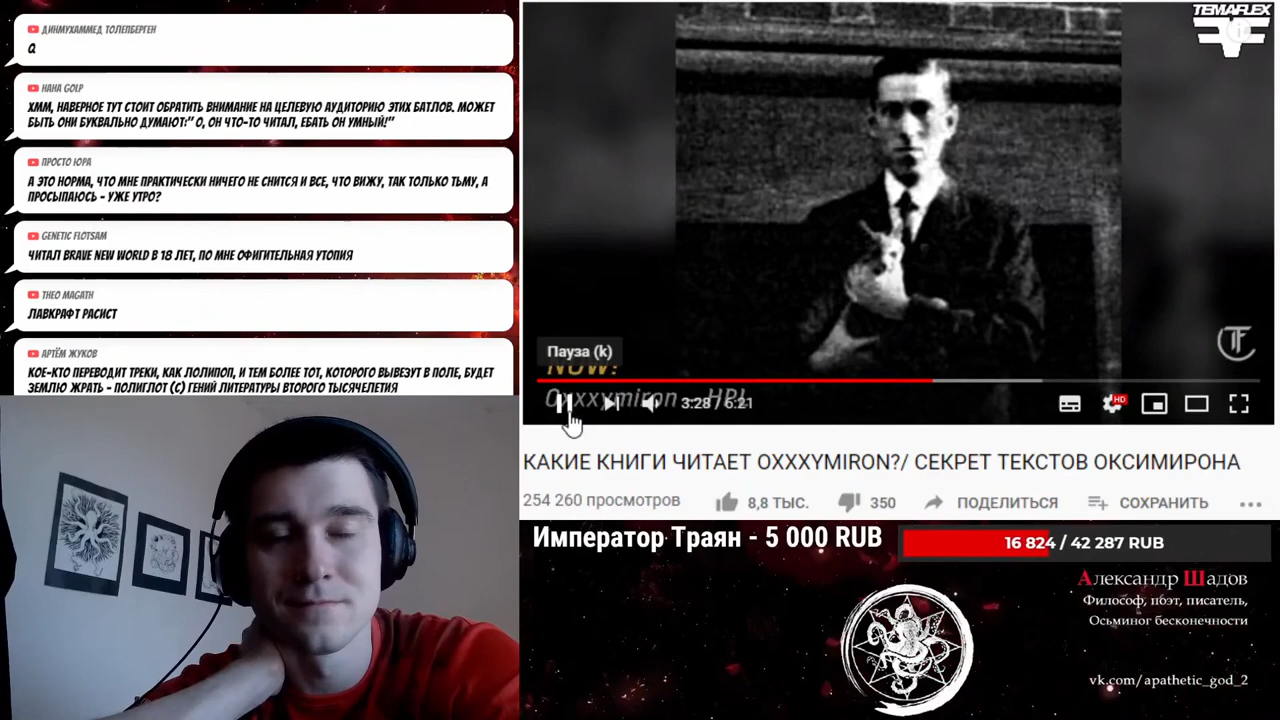 ДИНМУХАММЕД ТОЛЕПБЕРГЕН
Q
НАНА GOLP
ХММ, НАВЕРНОЕ ТУТ СТОИТ ОБРАТИТЬ ВНИМАНИЕ НА ЦЕЛЕВУЮ АУДИТОРИЮ ЭТИХ БАТЛОВ. МОЖЕТ
БЫТЬ ОНИ БУКВАЛЬНО ДУМАЮТ:" О, ОН ЧТО-ТО ЧИТАЛ, ЕБАТЬ ОН УМНЫЙ!"
ПРОСТО ЮРА
А ЭТО НОРМА, ЧТО МНЕ ПРАКТИЧЕСКИ НИЧЕГО НЕ СНИТСЯ И ВСЕ, ЧТО ВИЖУ, ТАК ТОЛЬКО ТЬМУ, А
ПРОСЫПАЮСЬ - УЖЕ УТРО?
GENETIC FLOTSAM
ЧИТАЛ BRAVE NEW WORLD В 18 ЛЕТ, ПО МНЕ ОФИГИТЕЛЬНАЯ УТОПИЯ
THEO MAGATH
ЛАВКРАФТ РАСИСТ
АРТЁМ ЖУКОВ
КОЕ-КТО ПЕРЕВОДИТ ТРЕКИ, КАК ЛОЛИПОП, И ТЕМ БОЛЕЕ ТОТ, КОТОРОГО ВЫВЕЗУТ В ПОЛЕ, БУДЕТ
ЗЕМЛЮ ЖРАТЬ - ПОЛИГЛОТ (С) ГЕНИЙ ЛИТЕРАТУРЫ ВТОРОГО ТЫСЯЧЕЛЕТИЯ
TEMAFLEX
Пауза (k)
NOW:
Oxxxymiron - HPL
3:28 / 6:21
HD
КАКИЕ КНИГИ ЧИТАЕТ OXXXYMIRON?/ СЕКРЕТ ТЕКСТОВ ОКСИМИРОНА
254 260 просмотров
8,8 ТЫС.
350
ПОДЕЛИТЬСЯ
СОХРАНИТЬ
Император Траян - 5 000 RUB
16 824 / 42 287 RUB
Александр Шадов
Философ, поэт, писатель,
Осьминог бесконечности
vk.com/apathetic_god_2